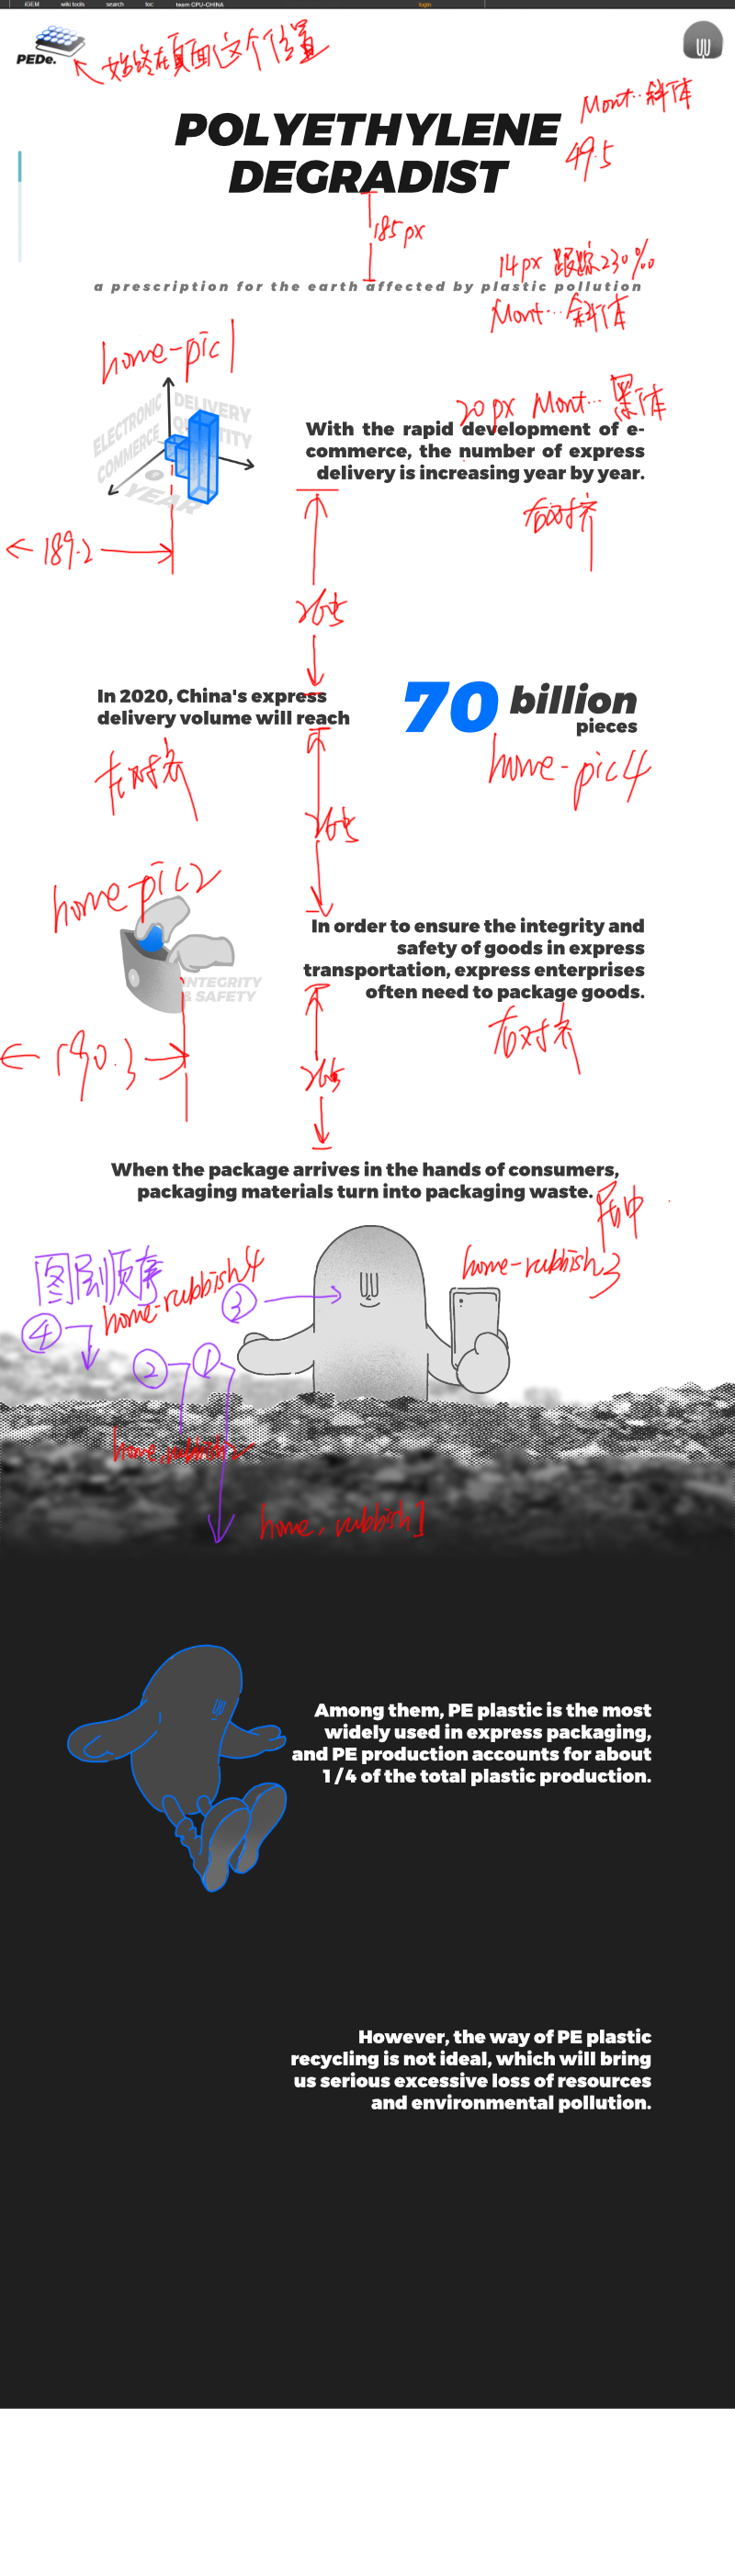 iGEM wiki tools search toc team CPU-CHINA login
PEDe.
始终在页面这个位置
POLYETHYLENE
DEGRADIST
Mont...斜体
49.5
185px
14px 跟踪230‰
a prescription for the earth affected by plastic pollution
Mont...斜体
home-pic1
20px Mont...黑体
ELECTRONIC
COMMERCE
DELIVERY
YEAR
With the rapid development of e-
commerce, the number of express
delivery is increasing year by year.
右对齐
189.2
265
In 2020, China's express
delivery volume will reach
70 billion
pieces
左对齐
home-pic4
265
home-pic2
In order to ensure the integrity and
safety of goods in express
transportation, express enterprises
often need to package goods.
INTEGRITY
& SAFETY
右对齐
190.3
265
When the package arrives in the hands of consumers,
packaging materials turn into packaging waste.
居中
图层顺序
home-rubbish4
home-rubbish3
③
④
② ①
home-rubbish2
home-rubbish1
Among them, PE plastic is the most
widely used in express packaging,
and PE production accounts for about
1/4 of the total plastic production.
However, the way of PE plastic
recycling is not ideal, which will bring
us serious excessive loss of resources
and environmental pollution.